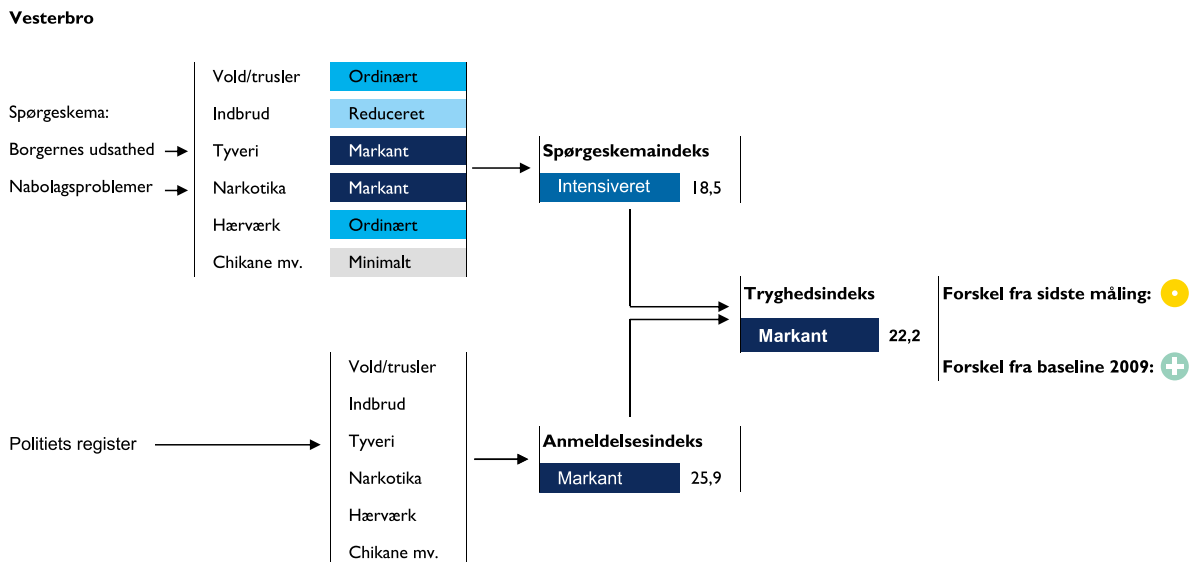 Vesterbro
Spørgeskema:
Borgernes udsathed
Nabolagsproblemer
Vold/trusler Ordinært
Indbrud Reduceret
Tyveri Markant
Narkotika Markant
Hærværk Ordinært
Chikane mv. Minimalt
Spørgeskemaindeks
Intensiveret 18,5
Tryghedsindeks
Markant 22,2
Forskel fra sidste måling:
Forskel fra baseline 2009:
Politiets register
Vold/trusler
Indbrud
Tyveri
Narkotika
Hærværk
Chikane mv.
Anmeldelsesindeks
Markant 25,9